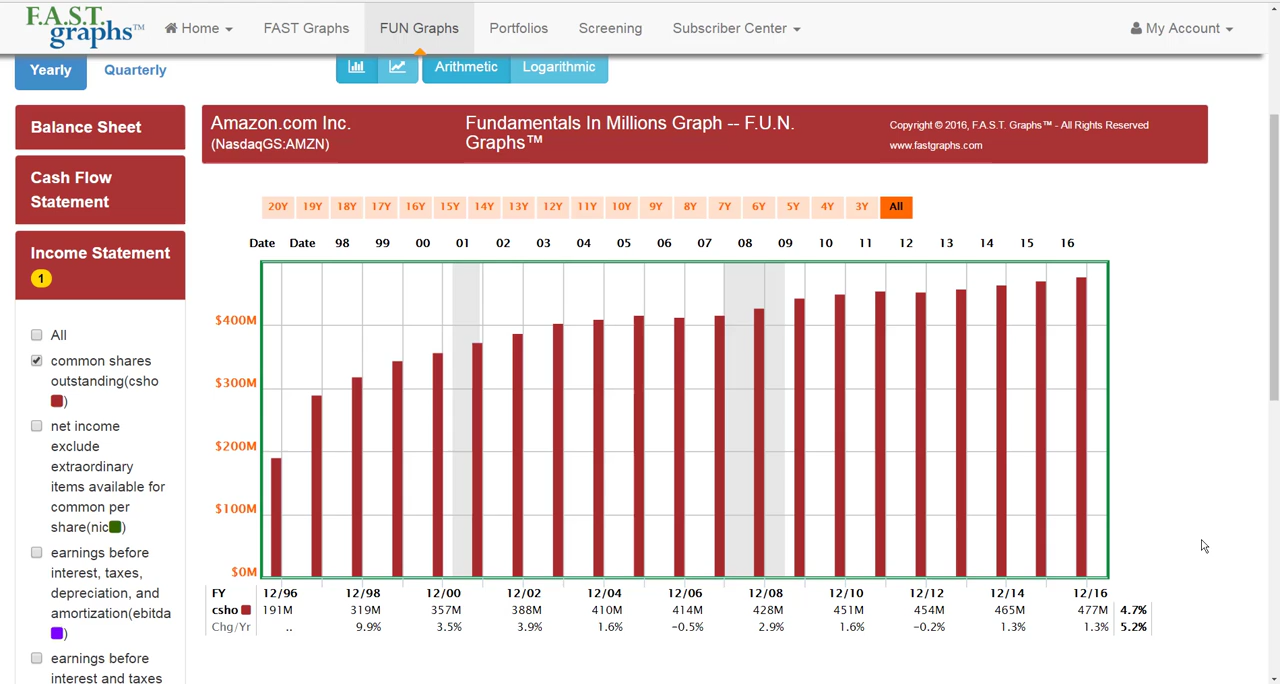 F.A.S.T.
graphs™
Home
FAST Graphs
FUN Graphs
Portfolios
Screening
Subscriber Center
My Account
Yearly
Quarterly
Arithmetic
Logarithmic
Balance Sheet
Cash Flow
Statement
Income Statement
1
All
common shares
outstanding(csho
)
net income
exclude
extraordinary
items available for
common per
share(nic )
earnings before
interest, taxes,
depreciation, and
amortization(ebitda
)
earnings before
interest and taxes
Amazon.com Inc.
(NasdaqGS:AMZN)
Fundamentals In Millions Graph -- F.U.N.
Graphs™
Copyright © 2016, F.A.S.T. Graphs™ - All Rights Reserved
www.fastgraphs.com
20Y 19Y 18Y 17Y 16Y 15Y 14Y 13Y 12Y 11Y 10Y 9Y 8Y 7Y 6Y 5Y 4Y 3Y All
Date Date 98 99 00 01 02 03 04 05 06 07 08 09 10 11 12 13 14 15 16
$400M
$300M
$200M
$100M
$0M
FY 12/96 12/98 12/00 12/02 12/04 12/06 12/08 12/10 12/12 12/14 12/16
csho 191M 319M 357M 388M 410M 414M 428M 451M 454M 465M 477M 4.7%
Chg/Yr .. 9.9% 3.5% 3.9% 1.6% -0.5% 2.9% 1.6% -0.2% 1.3% 1.3% 5.2%